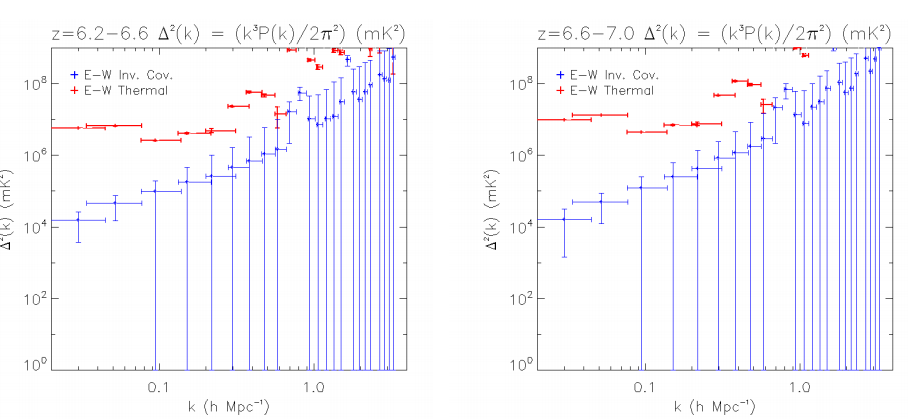 z=6.2−6.6 Δ²(k) = (k³P(k)/2π²) (mK²)
E−W Inv. Cov.
E−W Thermal
10⁸
10⁶
10⁴
10²
10⁰
Δ²(k) (mK²)
0.1 1.0
k (h Mpc⁻¹)
z=6.6−7.0 Δ²(k) = (k³P(k)/2π²) (mK²)
E−W Inv. Cov.
E−W Thermal
10⁸
10⁶
10⁴
10²
10⁰
Δ²(k) (mK²)
0.1 1.0
k (h Mpc⁻¹)